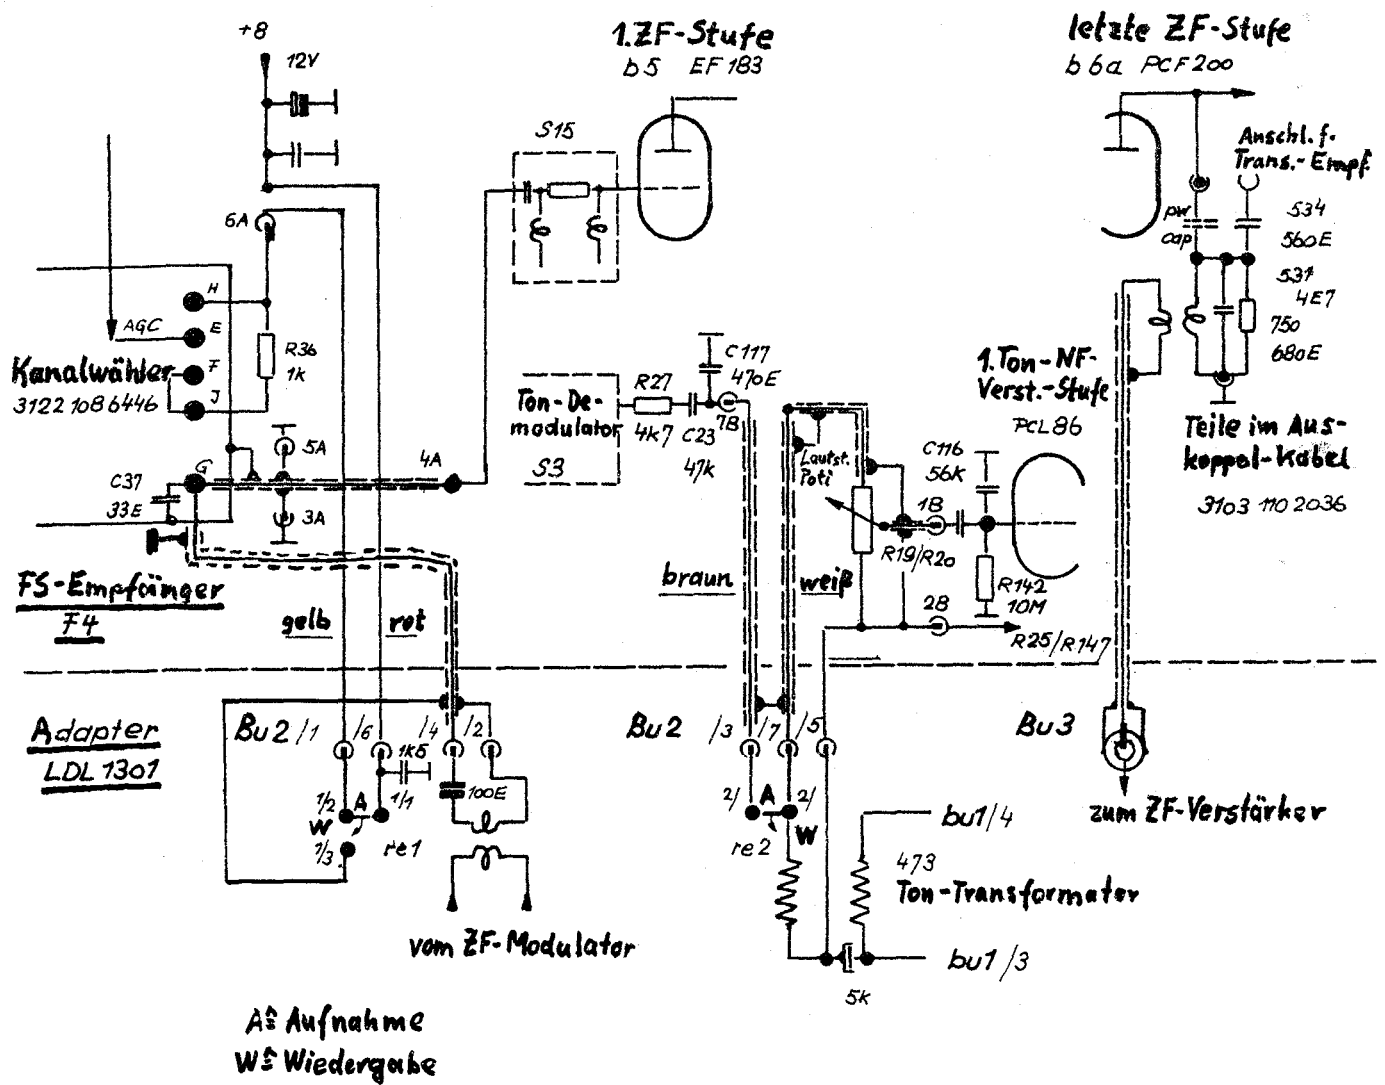 +8
12V
1.ZF-Stufe
b5 EF 183
letzte ZF-Stufe
b 6a PCF 200
S15
Anschl. f.
Trans.-Empf.
6A
pw
cap
534
560E
H
AGC
E
F
J
R36
1k
531
4E7
750
680E
Kanalwähler
3122 108 6446
C117
470E
1.Ton-NF-
Verst.-Stufe
PCL86
R27
4k7
C23
47k
7B
Ton-De-
modulator
S3
Teile im Aus-
koppel-Kabel
3103 110 2036
5A
4A
G
C37
33E
3A
Lautst.
Poti
C116
56K
1B
R19/R20
R142
10M
2B
R25/R147
FS-Empfänger
F4
gelb
rot
braun
weiß
Adapter
LDL 1301
Bu2 /1 /6 /4 /2
Bu2 /3 /7 /5
Bu3
1k5
100E
1/2 A 1/1
W
1/3
re1
2/ A 2/
W
re2
zum ZF-Verstärker
bu1/4
473
Ton-Transformator
bu1/3
5k
vom ZF-Modulator
A≙ Aufnahme
W≙ Wiedergabe